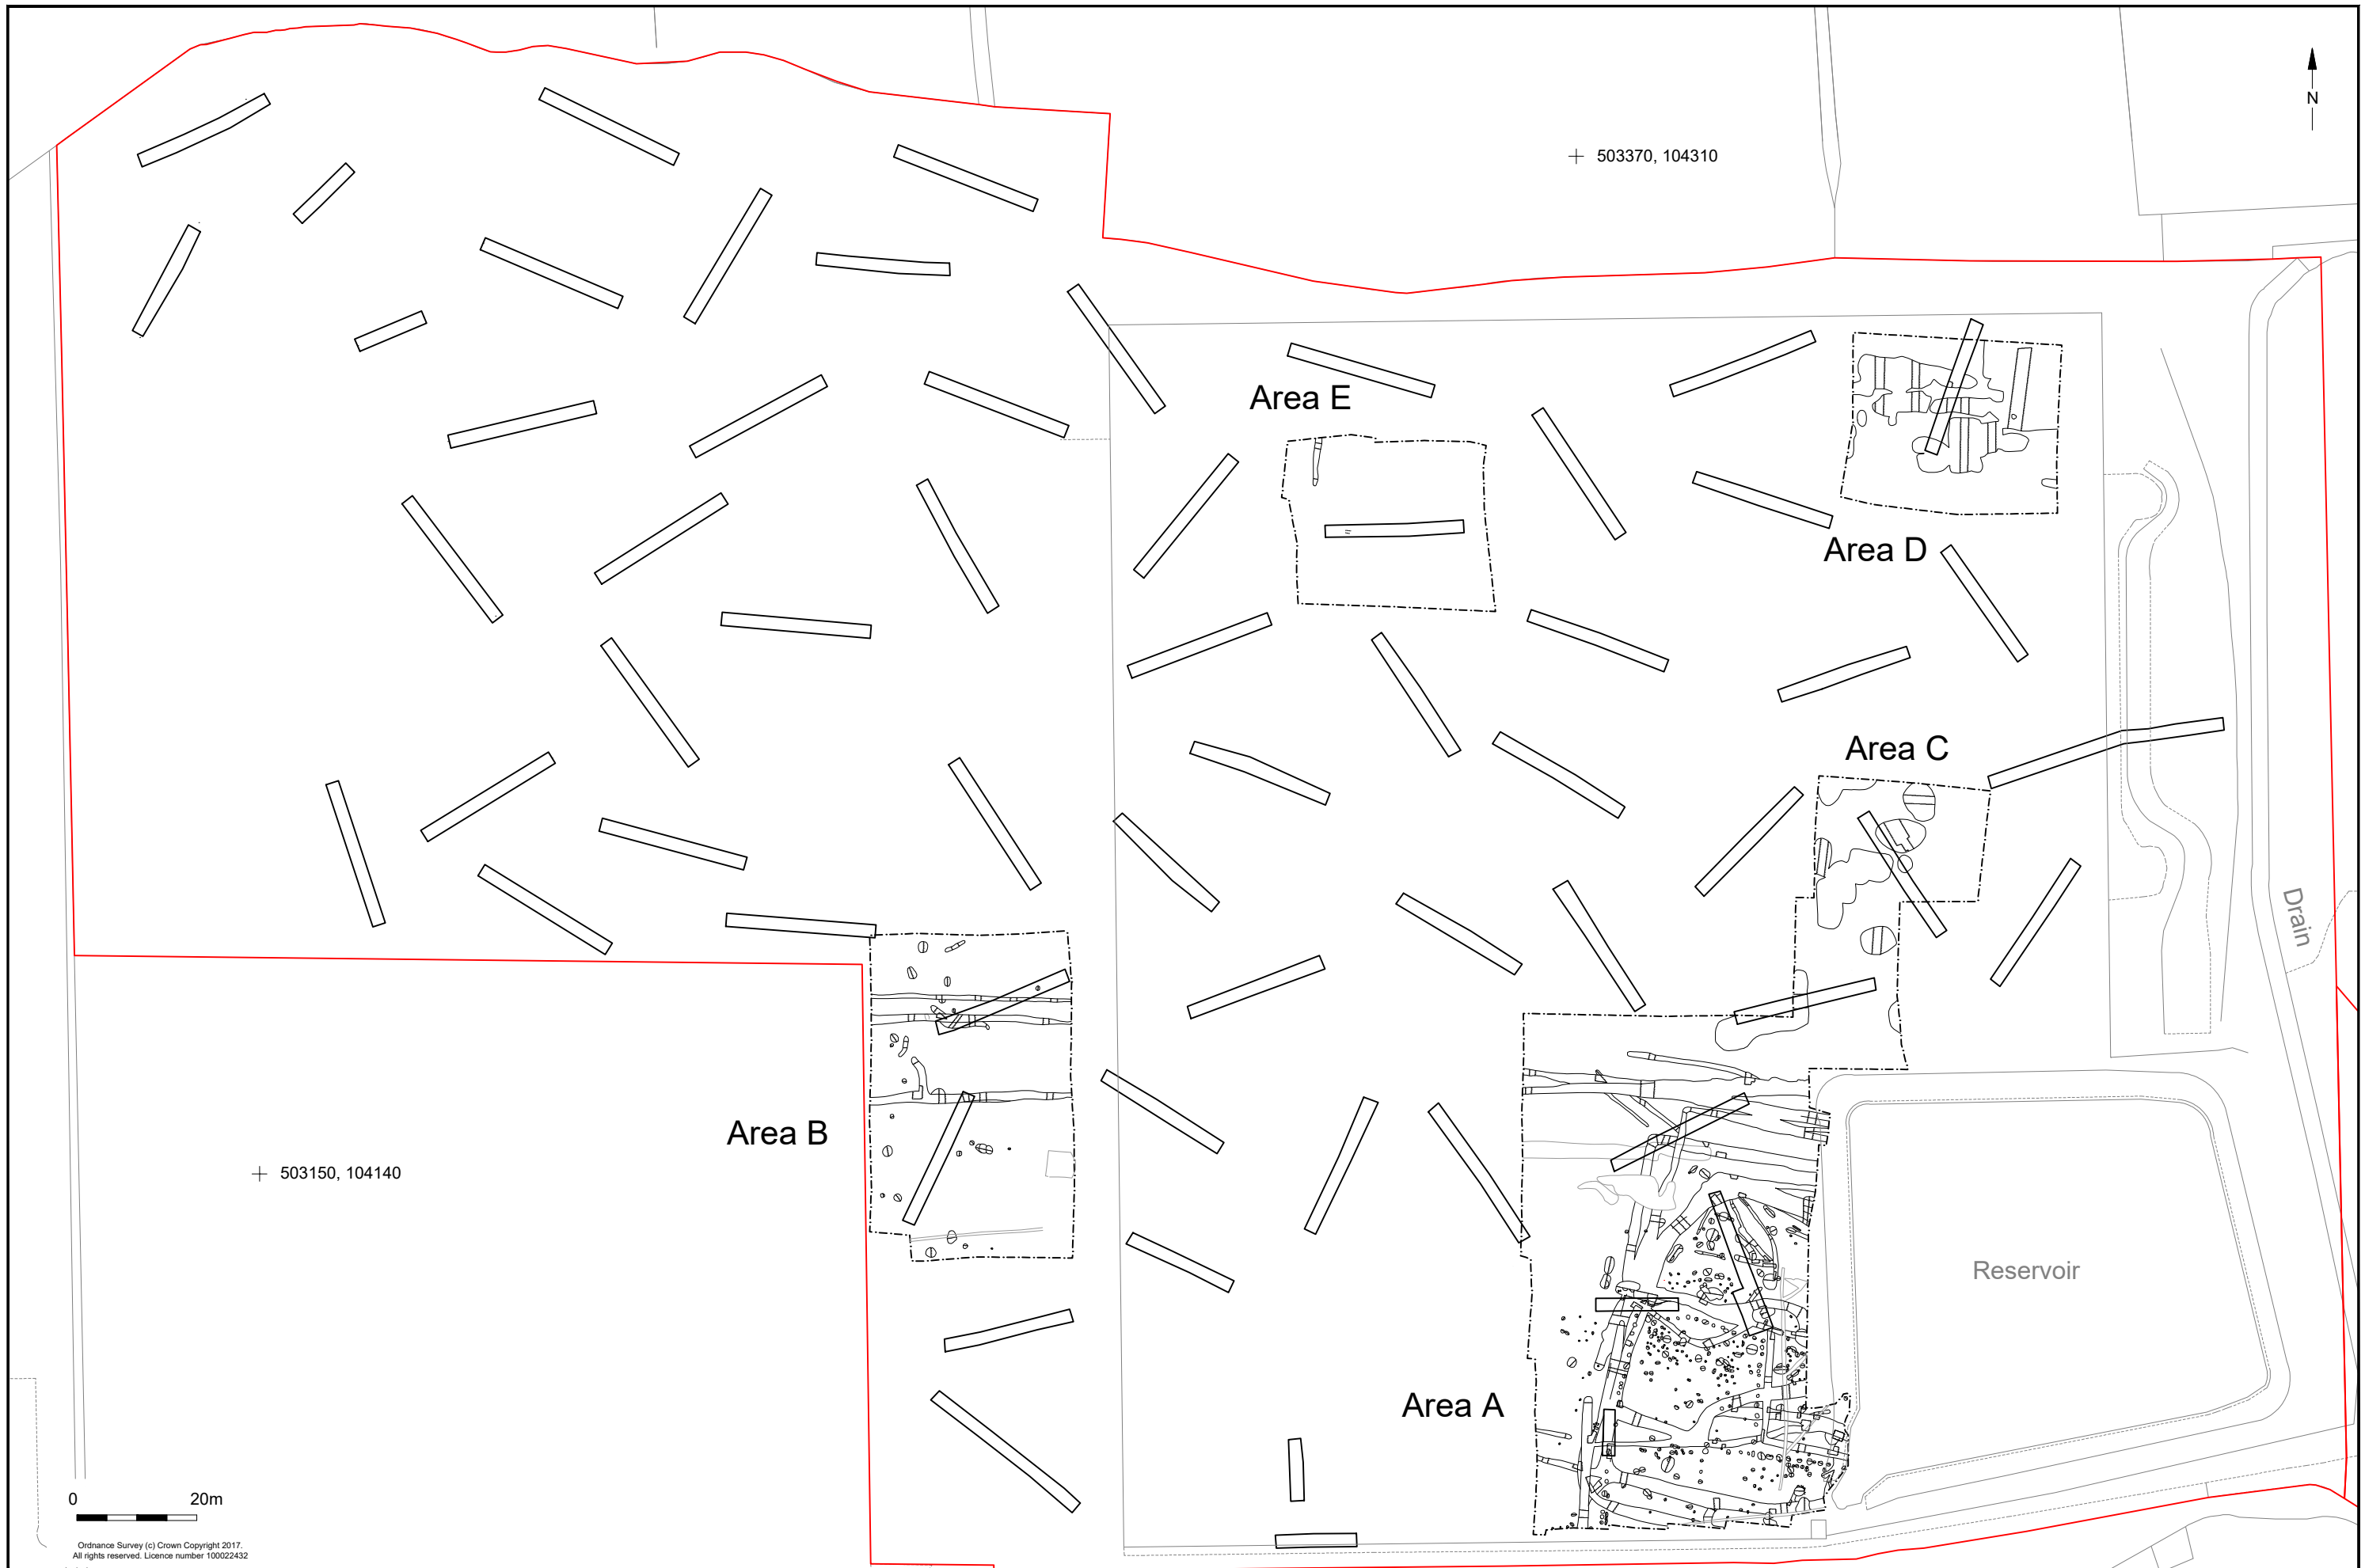 N
503370, 104310
Area E
Area D
Area C
Drain
Area B
503150, 104140
Reservoir
Area A
0 20m
Ordnance Survey (c) Crown Copyright 2017.
All rights reserved. Licence number 100022432